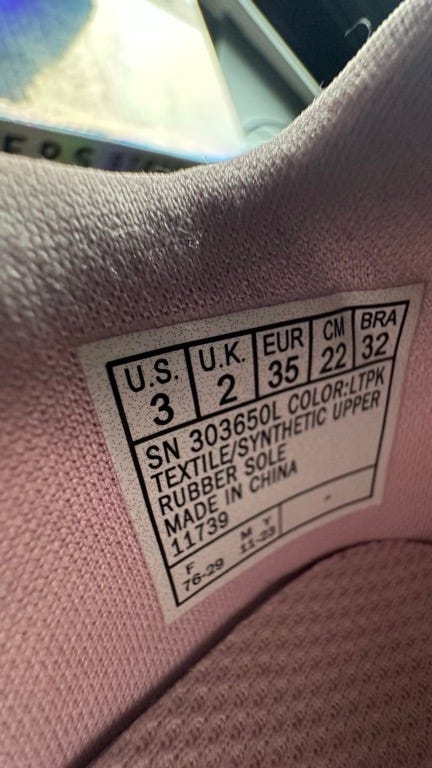 U.S. U.K. EUR CM BRA
3 2 35 22 32
SN 303650L COLOR:LTPK
TEXTILE/SYNTHETIC UPPER
RUBBER SOLE
MADE IN CHINA
11739
F M Y -
76-29 11-23